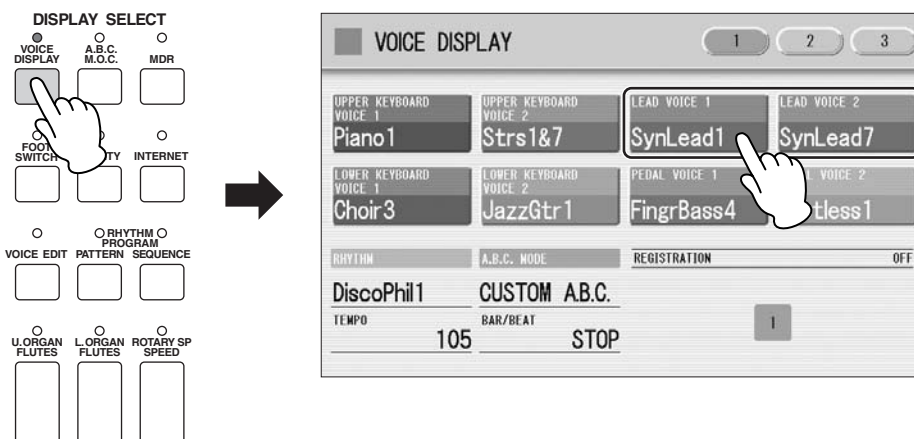 DISPLAY SELECT
VOICE DISPLAY
A.B.C. M.O.C.
MDR
FOOT SWITCH
TY
INTERNET
VOICE EDIT
RHYTHM PROGRAM
PATTERN
SEQUENCE
U.ORGAN FLUTES
L.ORGAN FLUTES
ROTARY SP SPEED
VOICE DISPLAY
1
2
3
UPPER KEYBOARD VOICE 1
Piano1
UPPER KEYBOARD VOICE 2
Strs1&7
LEAD VOICE 1
SynLead1
LEAD VOICE 2
SynLead7
LOWER KEYBOARD VOICE 1
Choir3
LOWER KEYBOARD VOICE 2
JazzGtr1
PEDAL VOICE 1
FingrBass4
VOICE 2
tless1
RHYTHM
DiscoPhil1
A.B.C. MODE
CUSTOM A.B.C.
REGISTRATION
OFF
TEMPO
105
BAR/BEAT
STOP
1